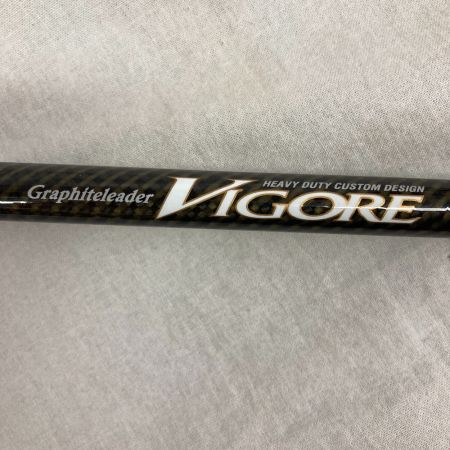 Graphiteleader VIGORE
HEAVY DUTY CUSTOM DESIGN